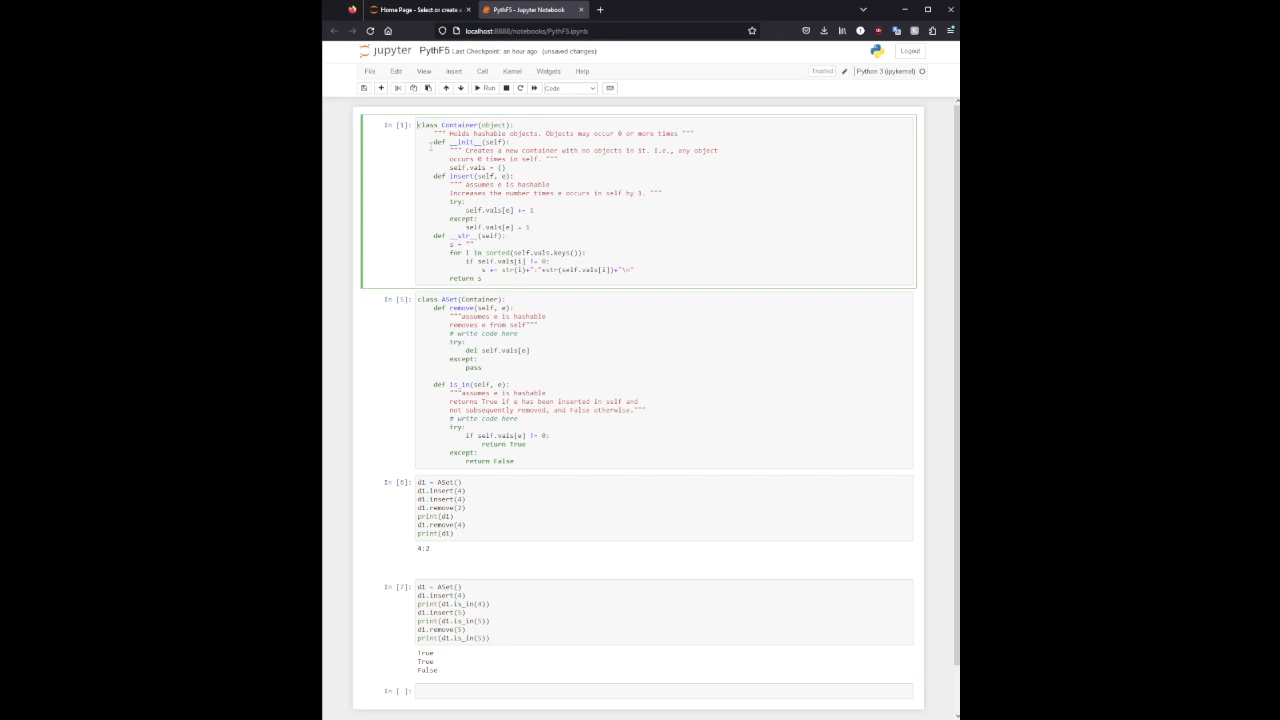 Home Page - Select or create a
PythF5 - Jupyter Notebook
localhost:8888/notebooks/PythF5.ipynb
jupyter PythF5 Last Checkpoint: an hour ago (unsaved changes)
Logout
File Edit View Insert Cell Kernel Widgets Help
Trusted
Python 3 (ipykernel)
Run
Code
In [1]:
class Container(object):
""" Holds hashable objects. Objects may occur 0 or more times """
def __init__(self):
""" Creates a new container with no objects in it. I.e., any object
occurs 0 times in self. """
self.vals = {}
def insert(self, e):
""" assumes e is hashable
Increases the number times e occurs in self by 1. """
try:
self.vals[e] += 1
except:
self.vals[e] = 1
def __str__(self):
s = ""
for i in sorted(self.vals.keys()):
if self.vals[i] != 0:
s += str(i)+":"+str(self.vals[i])+"\n"
return s
In [5]:
class ASet(Container):
def remove(self, e):
"""assumes e is hashable
removes e from self"""
# write code here
try:
del self.vals[e]
except:
pass
def is_in(self, e):
"""assumes e is hashable
returns True if e has been inserted in self and
not subsequently removed, and False otherwise."""
# write code here
try:
if self.vals[e] != 0:
return True
except:
return False
In [6]:
d1 = ASet()
d1.insert(4)
d1.insert(4)
d1.remove(2)
print(d1)
d1.remove(4)
print(d1)
4:2
In [7]:
d1 = ASet()
d1.insert(4)
print(d1.is_in(4))
d1.insert(5)
print(d1.is_in(5))
d1.remove(5)
print(d1.is_in(5))
True
True
False
In [ ]: